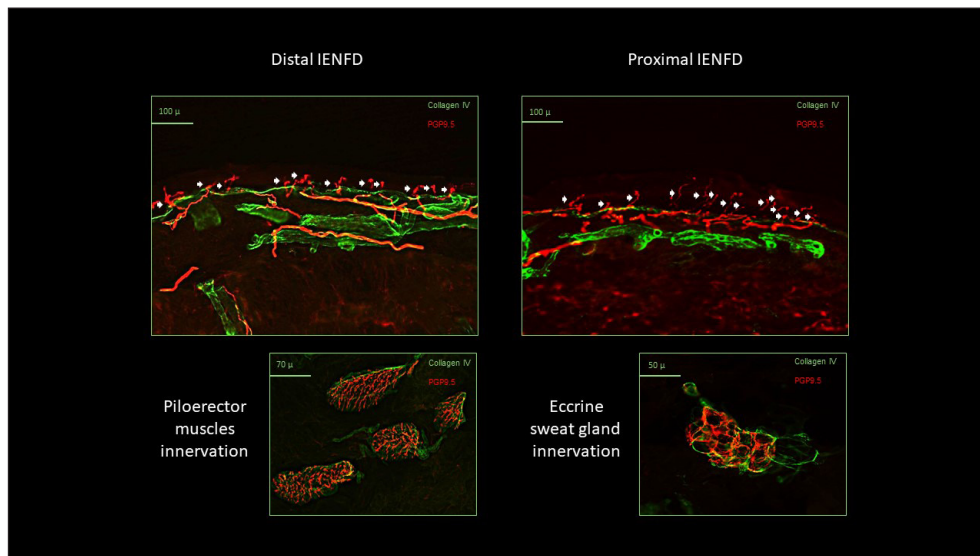 Distal IENFD
Proximal IENFD
100 µ
Collagen IV
PGP9.5
100 µ
Collagen IV
PGP9.5
Piloerector
muscles
innervation
70 µ
Collagen IV
PGP9.5
Eccrine
sweat gland
innervation
50 µ
Collagen IV
PGP9.5